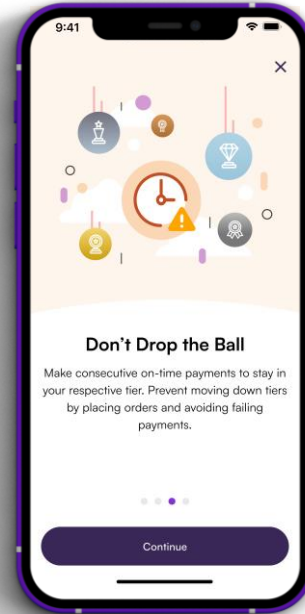 9:41
Don't Drop the Ball
Make consecutive on-time payments to stay in
your respective tier. Prevent moving down tiers
by placing orders and avoiding failing
payments.
Continue